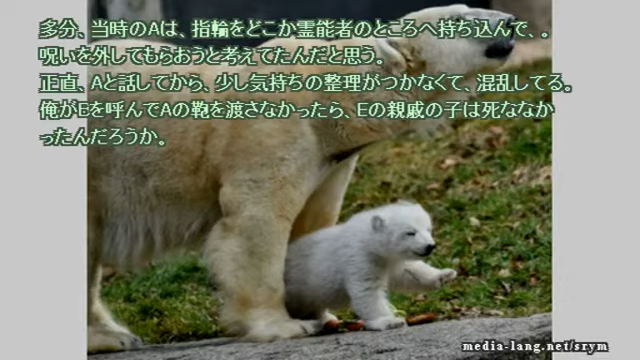 多分、当時のAは、指輪をどこか霊能者のところへ持ち込んで、。
呪いを外してもらおうと考えてたんだと思う。
正直、Aと話してから、少し気持ちの整理がつかなくて、混乱してる。
俺がEを呼んでAの鞄を渡さなかったら、Eの親戚の子は死ななか
ったんだろうか。
media-lang.net/srym